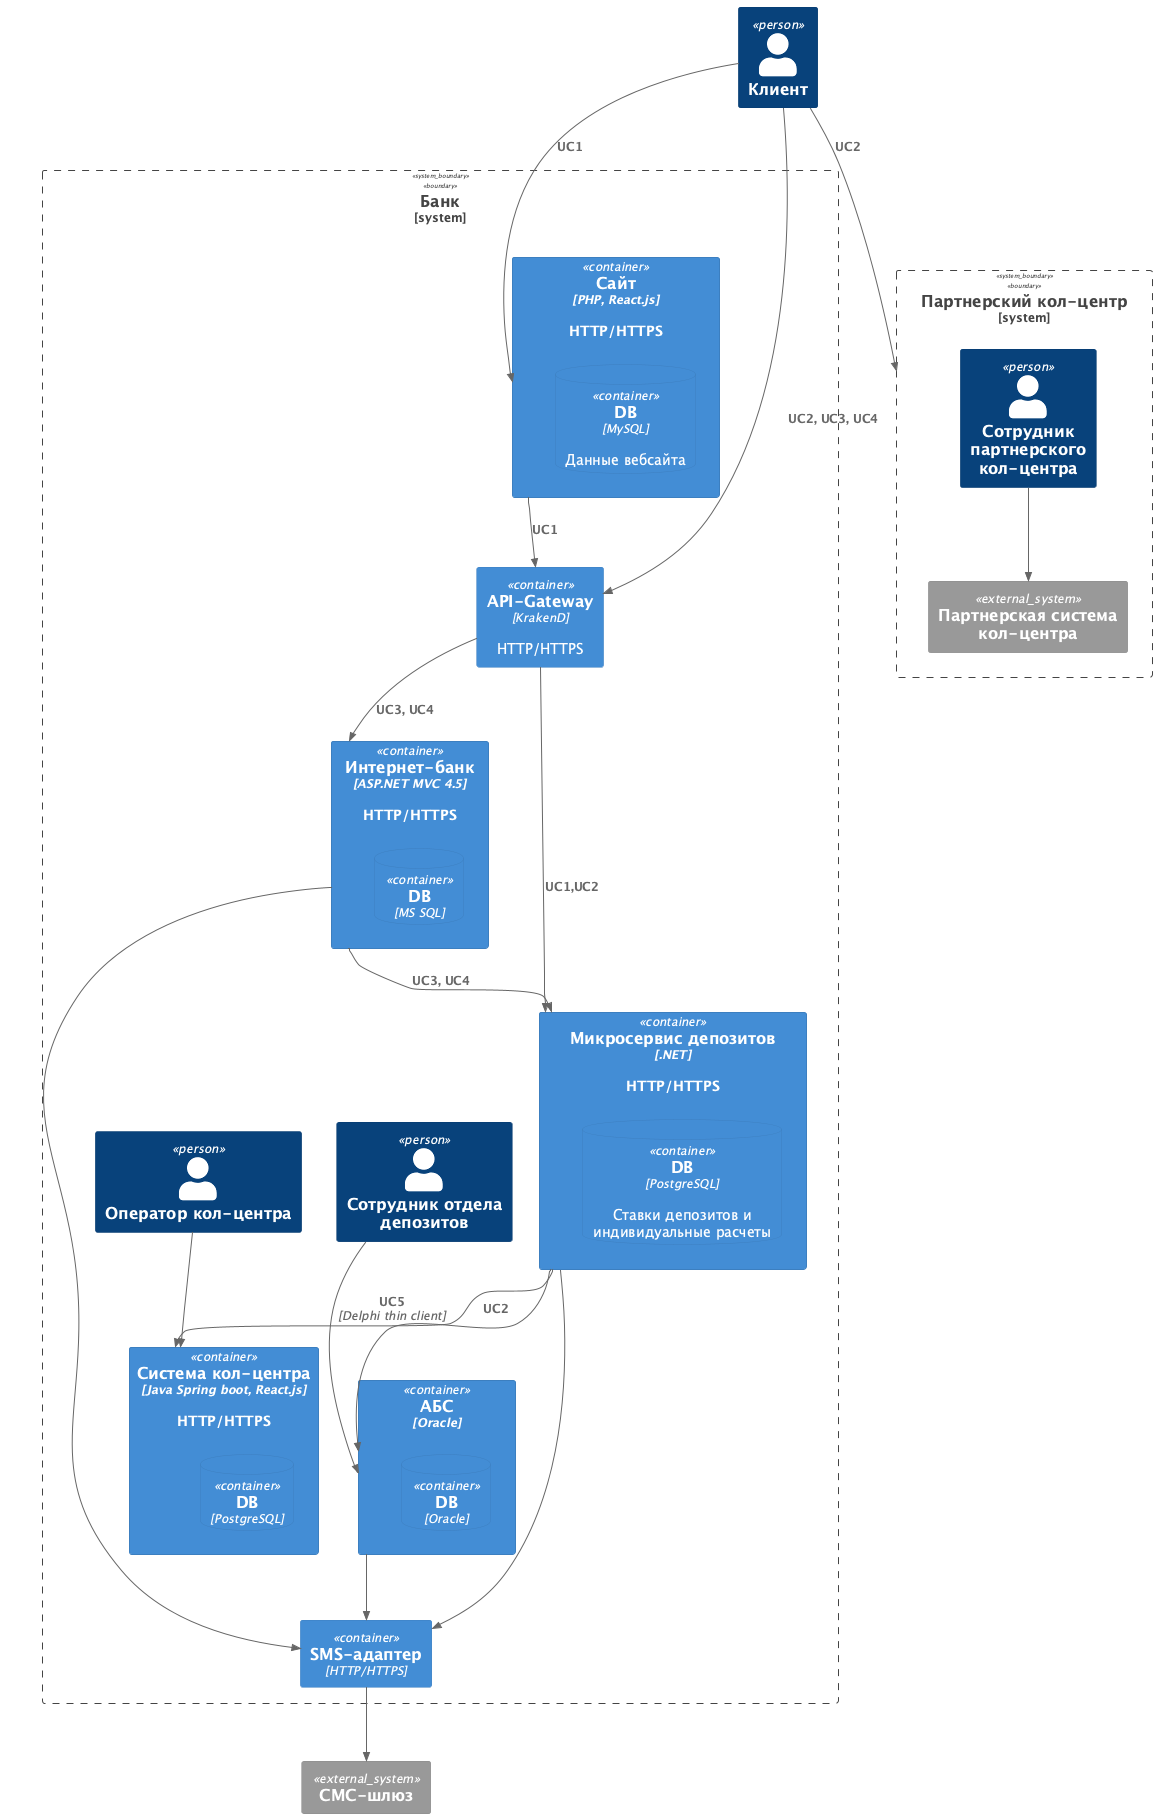 «person»
Клиент
UC1
UC2
«system_boundary»
«boundary»
Банк
[system]
«container»
Сайт
[PHP, React.js]
HTTP/HTTPS
«container»
DB
[MySQL]
Данные вебсайта
«system_boundary»
«boundary»
Партнерский кол-центр
[system]
«person»
Сотрудник
партнерского
кол-центра
UC2, UC3, UC4
UC1
«container»
API-Gateway
[KrakenD]
HTTP/HTTPS
«external_system»
Партнерская система
кол-центра
UC3, UC4
«container»
Интернет-банк
[ASP.NET MVC 4.5]
HTTP/HTTPS
«container»
DB
[MS SQL]
UC1,UC2
UC3, UC4
«container»
Микросервис депозитов
[.NET]
HTTP/HTTPS
«container»
DB
[PostgreSQL]
Ставки депозитов и
индивидуальные расчеты
«person»
Оператор кол-центра
«person»
Сотрудник отдела
депозитов
UC5
[Delphi thin client]
UC2
«container»
Система кол-центра
[Java Spring boot, React.js]
HTTP/HTTPS
«container»
DB
[PostgreSQL]
«container»
АБС
[Oracle]
«container»
DB
[Oracle]
«container»
SMS-адаптер
[HTTP/HTTPS]
«external_system»
СМС-шлюз